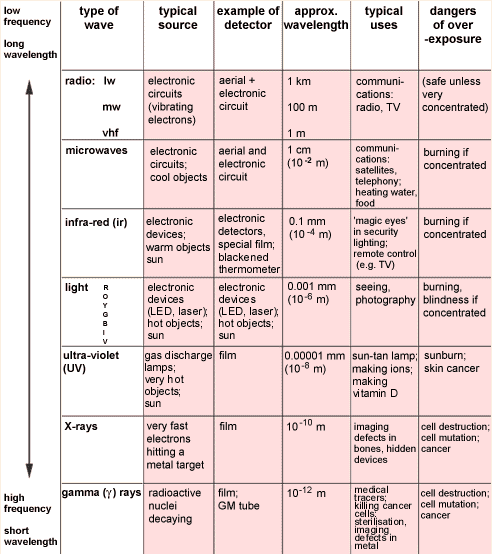 low
frequency
long
wavelength
type of
wave
typical
source
example of
detector
approx.
wavelength
typical
uses
dangers
of over
-exposure
radio: lw
mw
vhf
electronic
circuits
(vibrating
electrons)
aerial +
electronic
circuit
1 km
100 m
1 m
communi-
cations:
radio, TV
(safe unless
very
concentrated)
microwaves
electronic
circuits;
cool objects
aerial and
electronic
circuit
1 cm
(10⁻² m)
communi-
cations:
satellites,
telephony;
heating water,
food
burning if
concentrated
infra-red (ir)
electronic
devices;
warm objects
sun
electronic
detectors,
special film;
blackened
thermometer
0.1 mm
(10⁻⁴ m)
'magic eyes'
in security
lighting;
remote control
(e.g. TV)
burning if
concentrated
light
R
O
Y
G
B
I
V
electronic
devices
(LED, laser);
hot objects;
sun
electronic
devices
(LED, laser);
hot objects;
sun
0.001 mm
(10⁻⁶ m)
seeing,
photography
burning,
blindness if
concentrated
ultra-violet
(UV)
gas discharge
lamps;
very hot
objects;
sun
film
0.00001 mm
(10⁻⁸ m)
sun-tan lamp;
making ions;
making
vitamin D
sunburn;
skin cancer
X-rays
very fast
electrons
hitting a
metal target
film
10⁻¹⁰ m
imaging
defects in
bones, hidden
devices
cell destruction;
cell mutation;
cancer
high
frequency
short
wavelength
gamma (γ) rays
radioactive
nuclei
decaying
film;
GM tube
10⁻¹² m
medical
tracers;
killing cancer
cells;
sterilisation,
imaging
defects in
metal
cell destruction;
cell mutation;
cancer